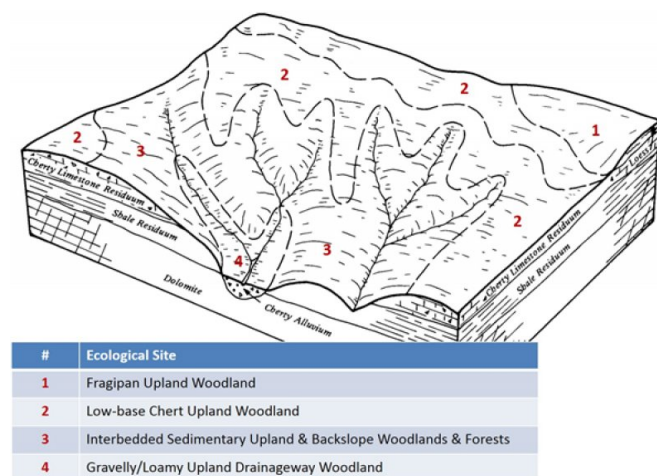 2
2
1
2
3
Loess
Cherty Limestone Residuum
Shale Residuum
2
4
3
Cherty Limestone Residuum
Shale Residuum
Dolomite
Cherty Alluvium
# Ecological Site
1 Fragipan Upland Woodland
2 Low-base Chert Upland Woodland
3 Interbedded Sedimentary Upland & Backslope Woodlands & Forests
4 Gravelly/Loamy Upland Drainageway Woodland